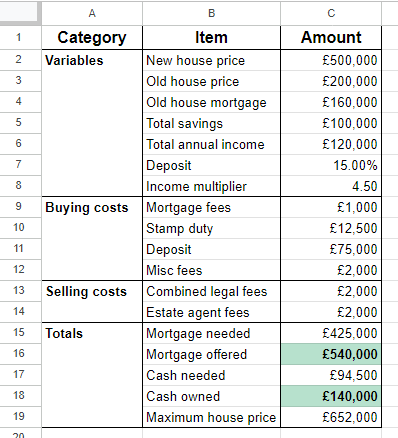 A B C
1 Category Item Amount
2 Variables New house price £500,000
3 Old house price £200,000
4 Old house mortgage £160,000
5 Total savings £100,000
6 Total annual income £120,000
7 Deposit 15.00%
8 Income multiplier 4.50
9 Buying costs Mortgage fees £1,000
10 Stamp duty £12,500
11 Deposit £75,000
12 Misc fees £2,000
13 Selling costs Combined legal fees £2,000
14 Estate agent fees £2,000
15 Totals Mortgage needed £425,000
16 Mortgage offered £540,000
17 Cash needed £94,500
18 Cash owned £140,000
19 Maximum house price £652,000
20